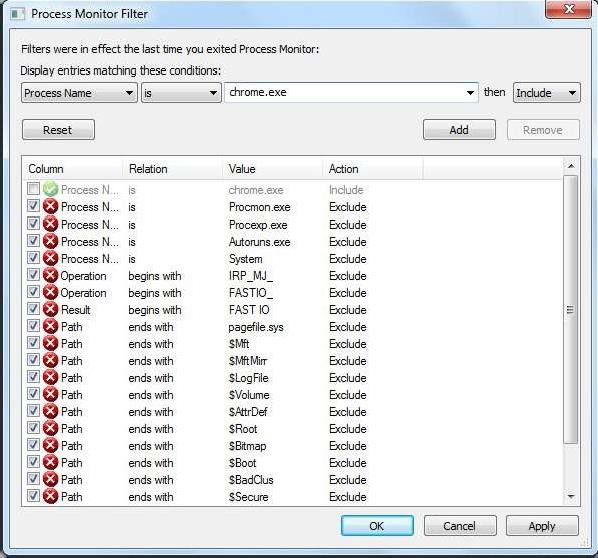 Process Monitor Filter
Filters were in effect the last time you exited Process Monitor:
Display entries matching these conditions:
Process Name is chrome.exe then Include
Reset Add Remove
Column Relation Value Action
Process N... is chrome.exe Include
Process N... is Procmon.exe Exclude
Process N... is Procexp.exe Exclude
Process N... is Autoruns.exe Exclude
Process N... is System Exclude
Operation begins with IRP_MJ_ Exclude
Operation begins with FASTIO_ Exclude
Result begins with FAST IO Exclude
Path ends with pagefile.sys Exclude
Path ends with $Mft Exclude
Path ends with $MftMirr Exclude
Path ends with $LogFile Exclude
Path ends with $Volume Exclude
Path ends with $AttrDef Exclude
Path ends with $Root Exclude
Path ends with $Bitmap Exclude
Path ends with $Boot Exclude
Path ends with $BadClus Exclude
Path ends with $Secure Exclude
OK Cancel Apply